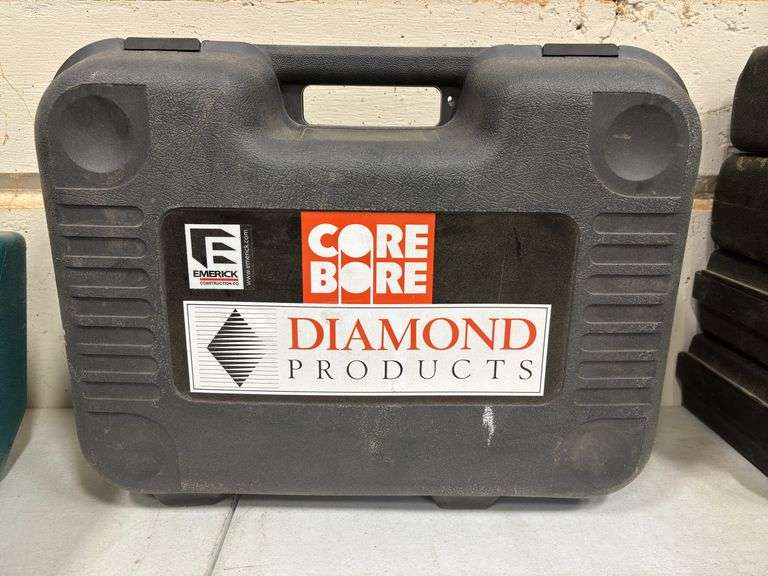 EMERICK
CONSTRUCTION CO.
www.emerick.com
CORE
BORE
DIAMOND
PRODUCTS